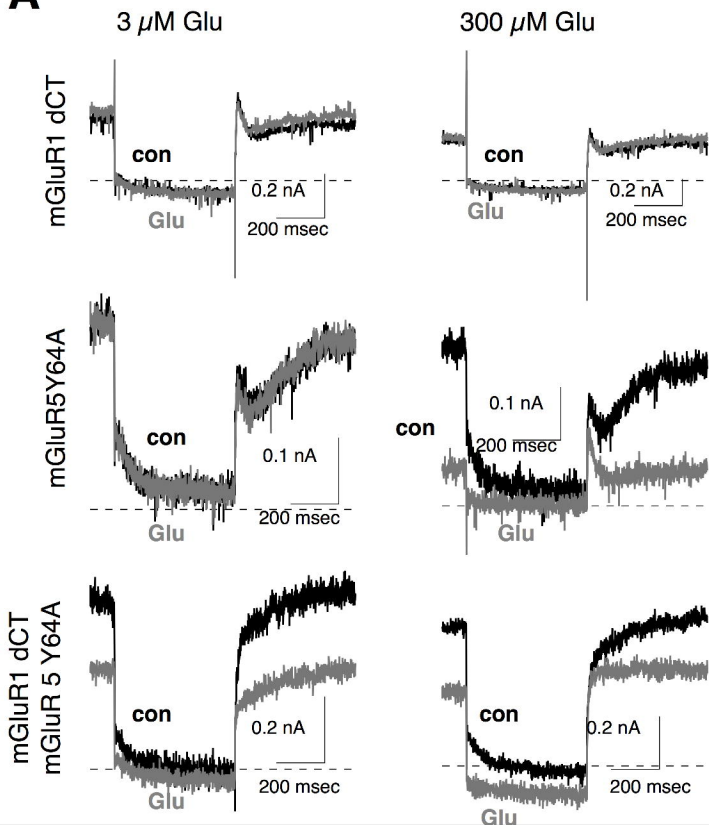 A
3 µM Glu
300 µM Glu
mGluR1 dCT
con
0.2 nA
Glu
200 msec
con
0.2 nA
Glu
200 msec
mGluR5Y64A
con
0.1 nA
200 msec
Glu
0.1 nA
con
200 msec
Glu
mGluR1 dCT
mGluR 5 Y64A
con
0.2 nA
200 msec
Glu
con
0.2 nA
200 msec
Glu